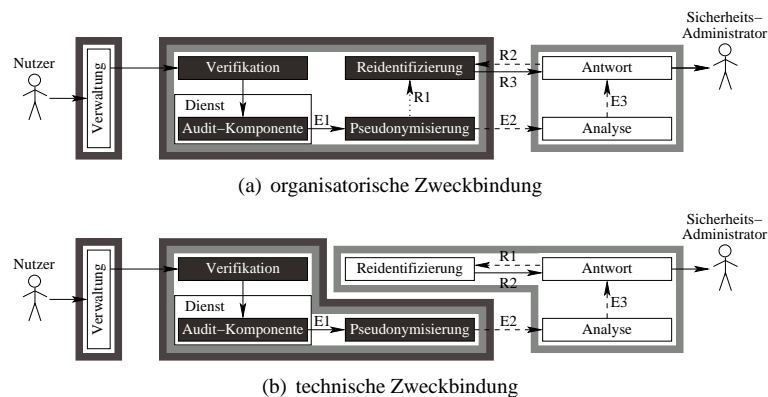 Sicherheits–
Administrator
Nutzer
Verwaltung
Verifikation
Reidentifizierung
R2
R3
Antwort
Dienst
R1
E3
Audit–Komponente
E1
Pseudonymisierung
E2
Analyse
(a) organisatorische Zweckbindung
Sicherheits–
Administrator
Nutzer
Verwaltung
Verifikation
Reidentifizierung
R1
R2
Antwort
Dienst
E3
Audit–Komponente
E1
Pseudonymisierung
E2
Analyse
(b) technische Zweckbindung